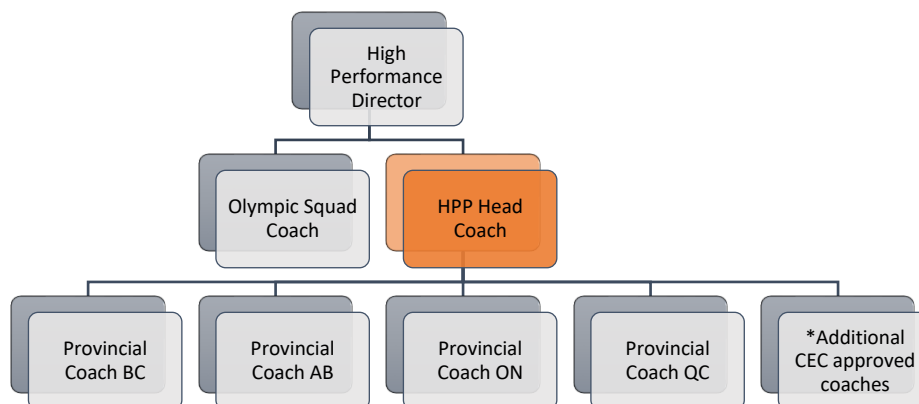 High
Performance
Director
Olympic Squad
Coach
HPP Head
Coach
Provincial
Coach BC
Provincial
Coach AB
Provincial
Coach ON
Provincial
Coach QC
*Additional
CEC approved
coaches